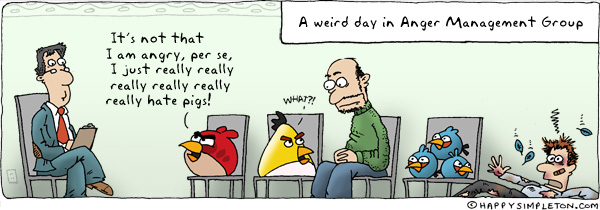 A weird day in Anger Management Group
It's not that
I am angry, per se,
I just really really
really really really
really hate pigs!
WHAT?!
©HAPPYSIMPLETON.COM